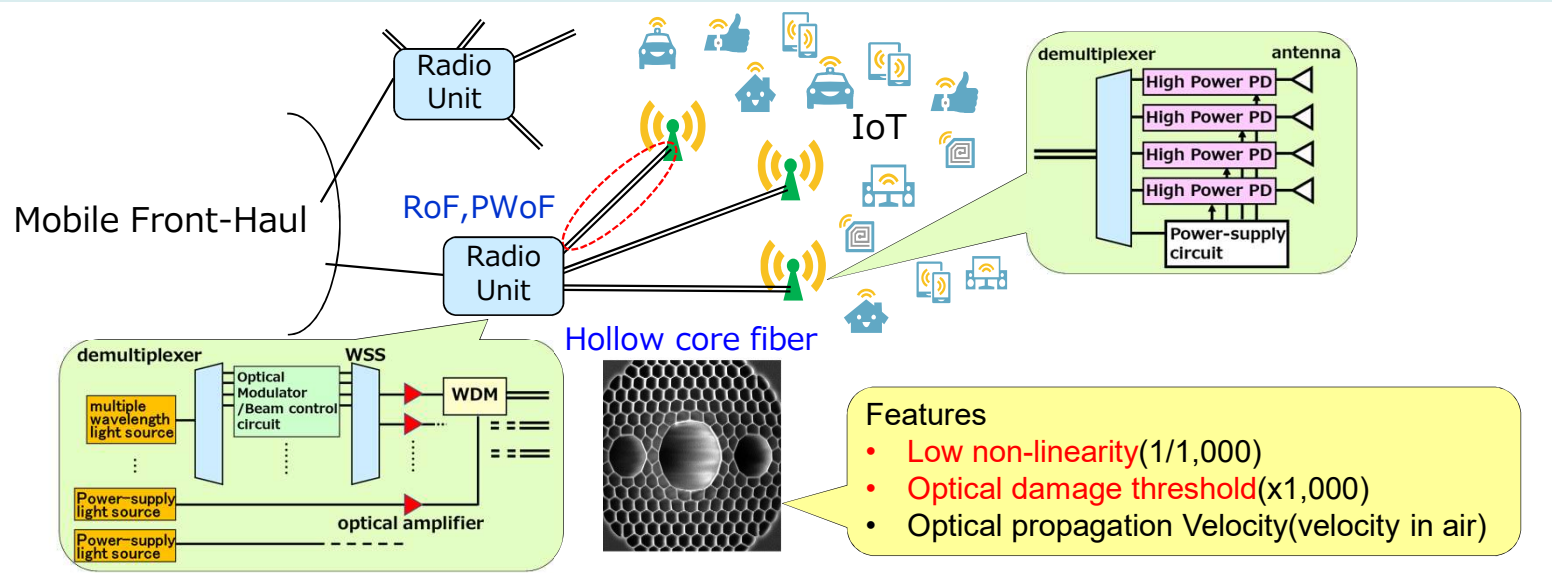 Radio
Unit
IoT
Mobile Front-Haul
RoF,PWoF
Radio
Unit
demultiplexer
antenna
High Power PD
High Power PD
High Power PD
High Power PD
Power-supply
circuit
Hollow core fiber
demultiplexer
WSS
multiple
wavelength
light source
Optical
Modulator
/Beam control
circuit
WDM
Power-supply
light source
optical amplifier
Power-supply
light source
Features
• Low non-linearity(1/1,000)
• Optical damage threshold(x1,000)
• Optical propagation Velocity(velocity in air)